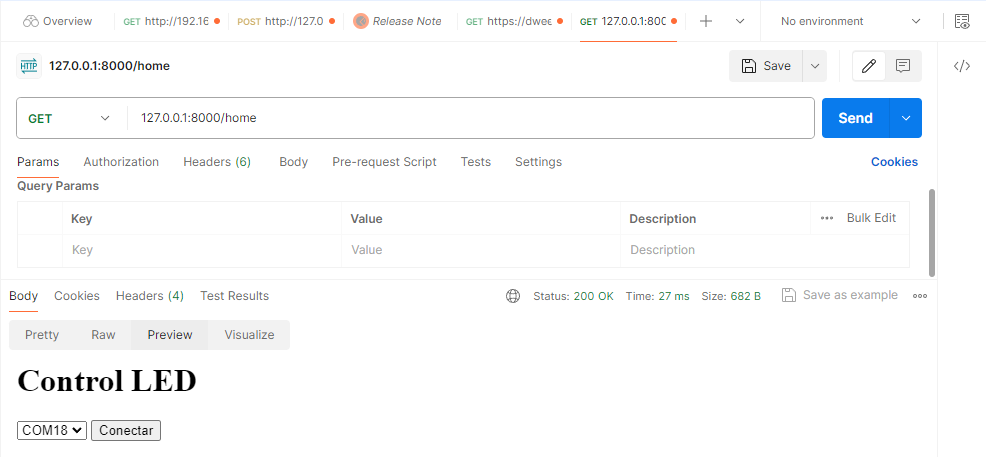 Overview GET http://192.16 POST http://127.0 Release Note GET https://dwee GET 127.0.0.1:800 No environment
HTTP 127.0.0.1:8000/home Save
GET 127.0.0.1:8000/home Send
Params Authorization Headers (6) Body Pre-request Script Tests Settings Cookies
Query Params
Key Value Description Bulk Edit
Key Value Description
Body Cookies Headers (4) Test Results Status: 200 OK Time: 27 ms Size: 682 B Save as example
Pretty Raw Preview Visualize
Control LED
COM18 Conectar